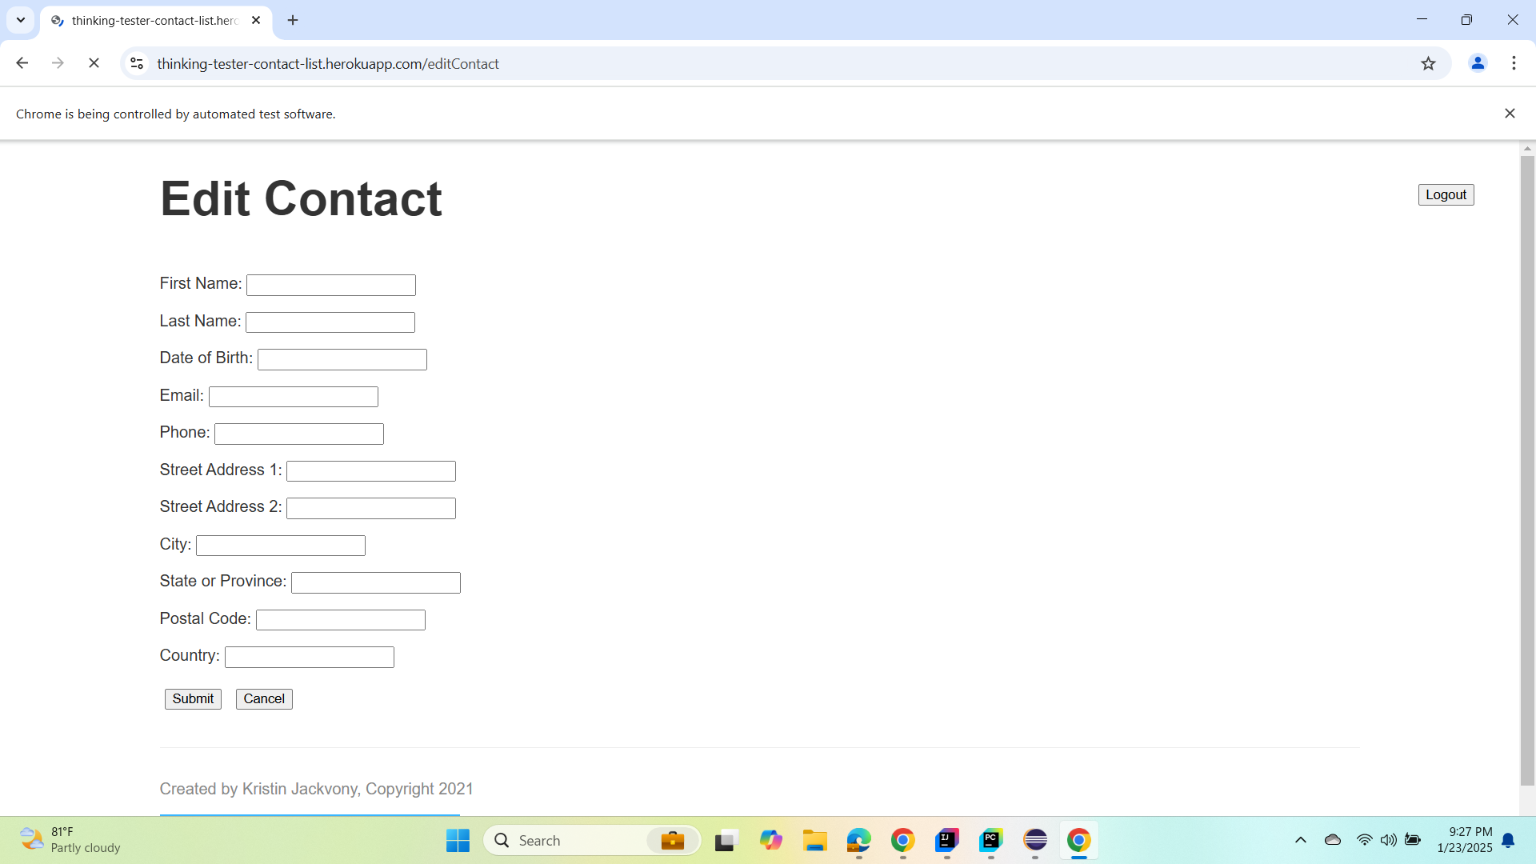 thinking-tester-contact-list.herc
thinking-tester-contact-list.herokuapp.com/editContact
Chrome is being controlled by automated test software.
Edit Contact
Logout
First Name:
Last Name:
Date of Birth:
Email:
Phone:
Street Address 1:
Street Address 2:
City:
State or Province:
Postal Code:
Country:
Submit Cancel
Created by Kristin Jackvony, Copyright 2021
81°F
Partly cloudy
Search
IJ
PC
9:27 PM
1/23/2025